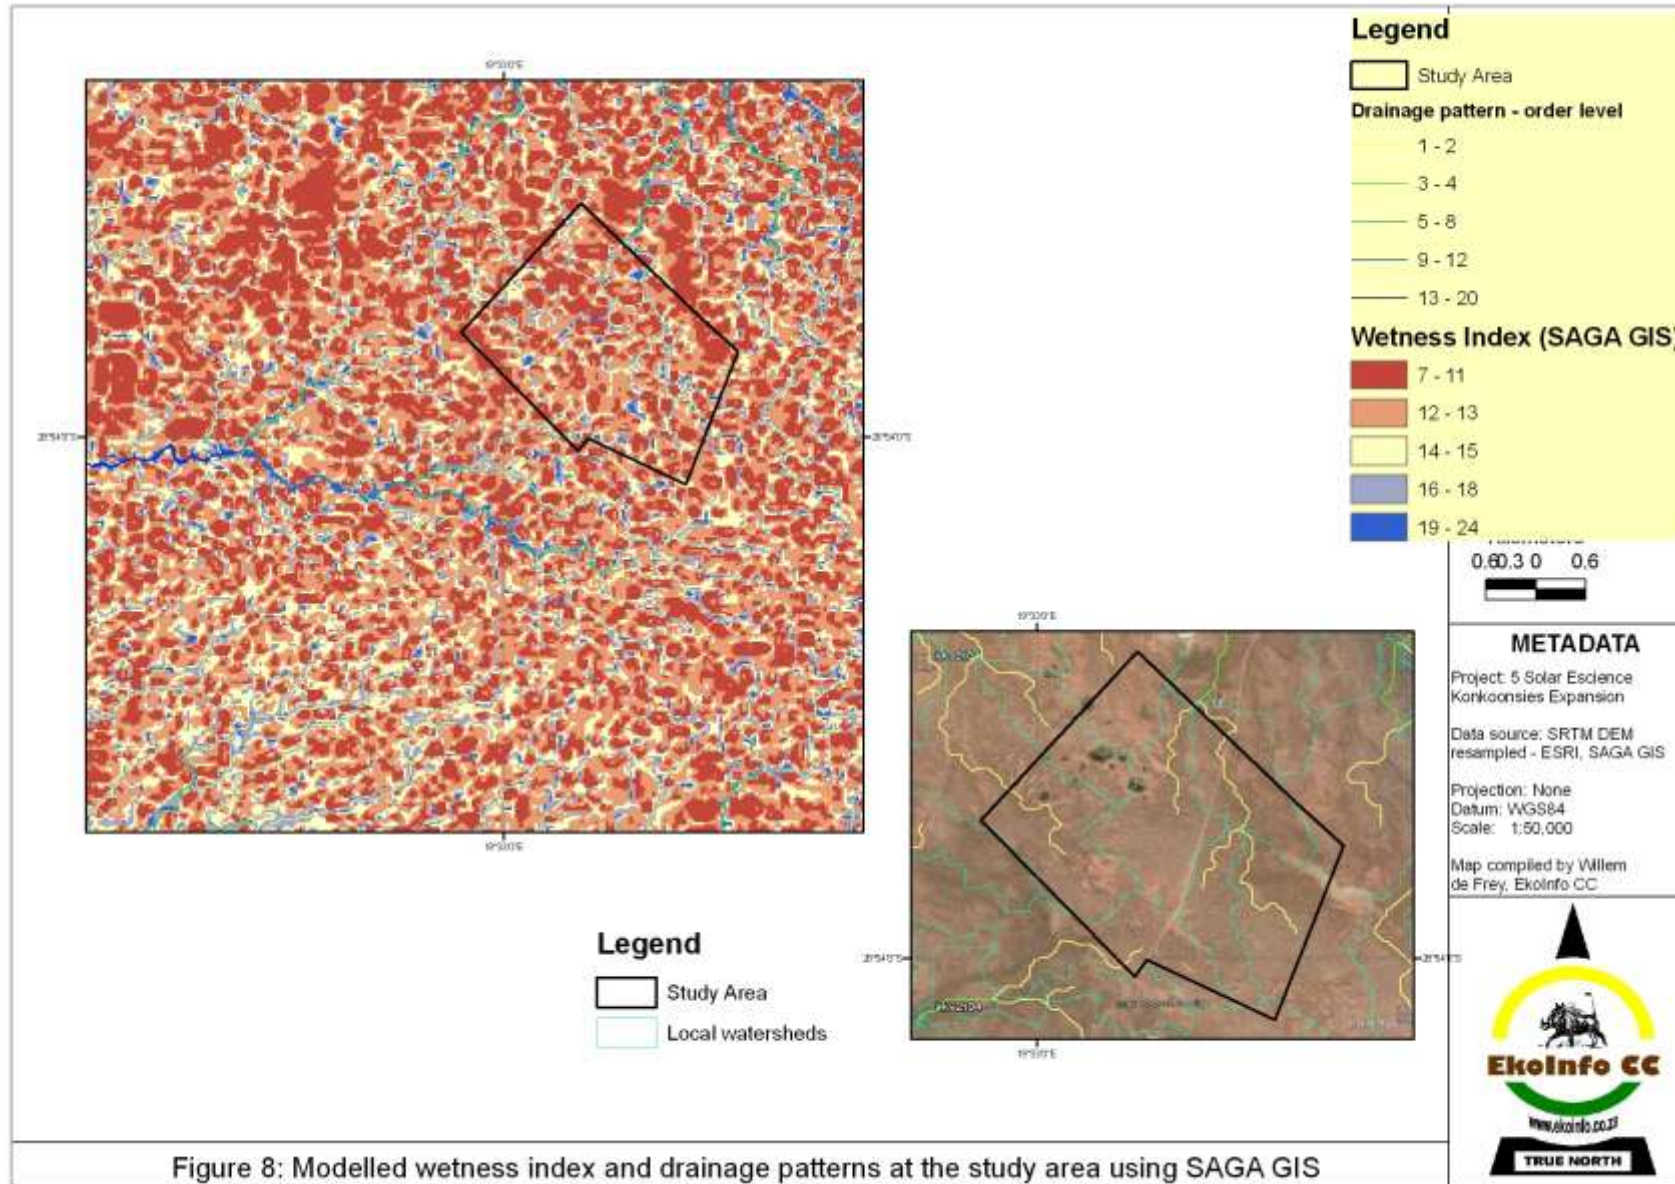 Legend
Study Area
Drainage pattern - order level
1 - 2
3 - 4
5 - 8
9 - 12
13 - 20
Wetness Index (SAGA GIS)
7 - 11
12 - 13
14 - 15
16 - 18
19 - 24
0.60.3 0 0.6
METADATA
Project: 5 Solar Escience
Konkoonsies Expansion
Data source: SRTM DEM
resampled - ESRI, SAGA GIS
Projection: None
Datum: WGS84
Scale: 1:50,000
Map compiled by Willem
de Frey, EkoInfo CC
EkoInfo CC
www.ekoinfo.co.za
TRUE NORTH
Legend
Study Area
Local watersheds
Figure 8: Modelled wetness index and drainage patterns at the study area using SAGA GIS